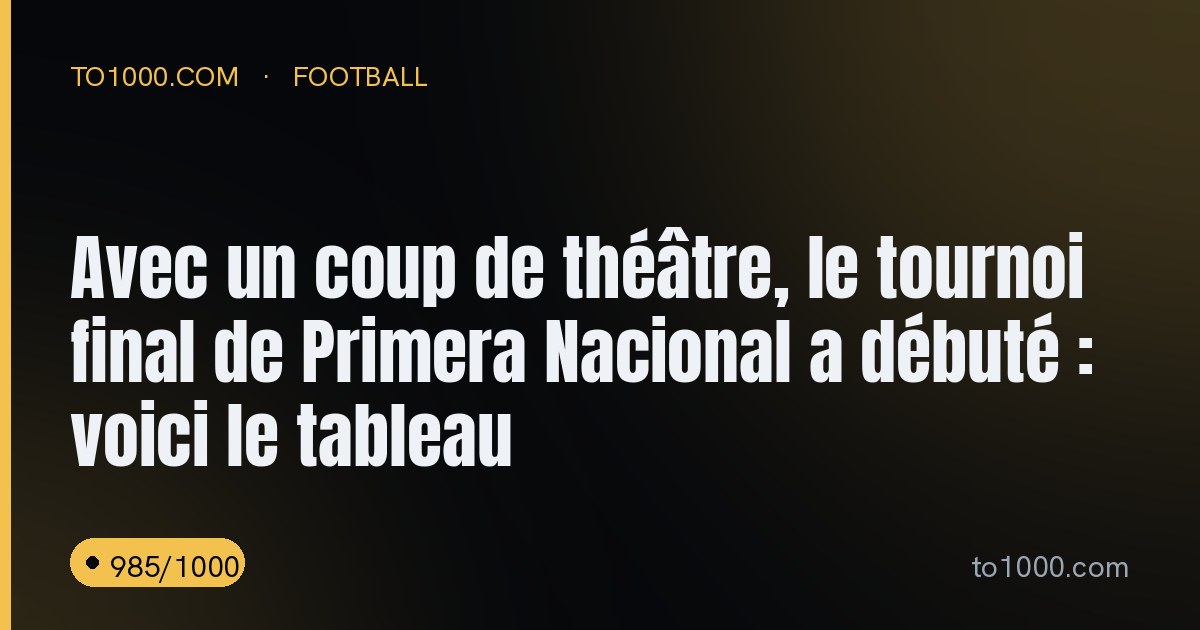 TO1000.COM · FOOTBALL
Avec un coup de théâtre, le tournoi
final de Primera Nacional a débuté :
voici le tableau
985/1000
to1000.com